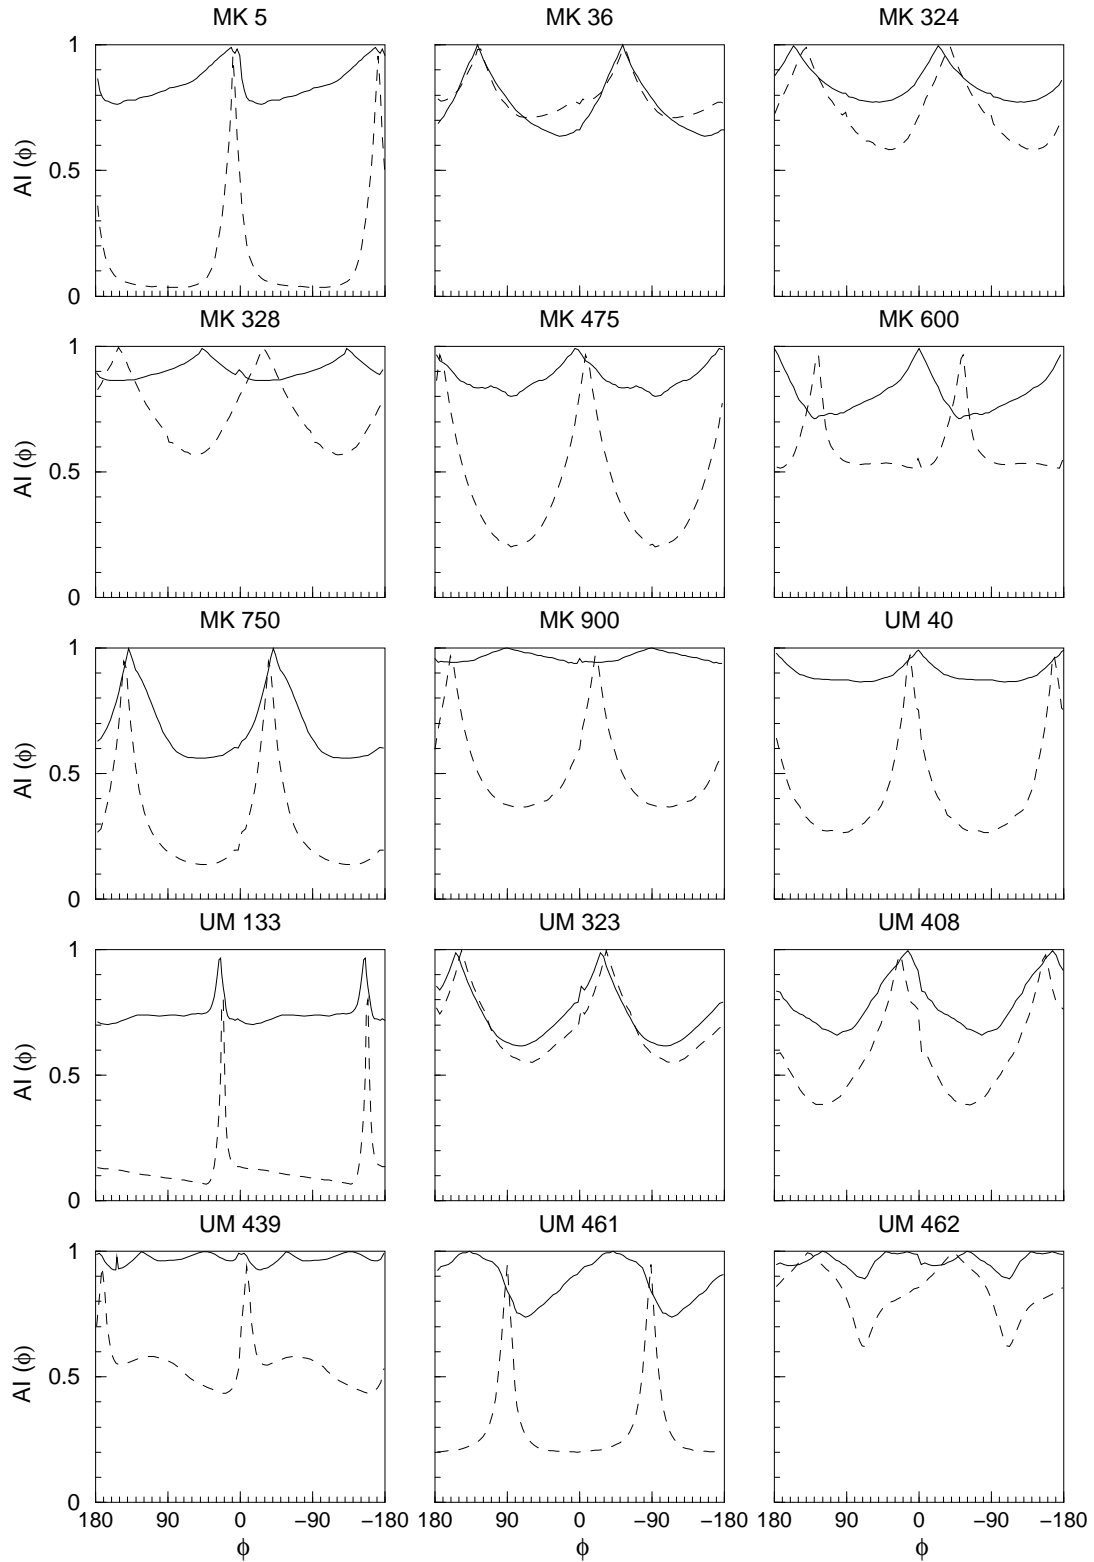 MK 5
MK 36
MK 324
1
0.5
0
AI (ϕ)
MK 328
MK 475
MK 600
1
0.5
0
AI (ϕ)
MK 750
MK 900
UM 40
1
0.5
0
AI (ϕ)
UM 133
UM 323
UM 408
1
0.5
0
AI (ϕ)
UM 439
UM 461
UM 462
1
0.5
0
AI (ϕ)
180 90 0 −90 −180
180 90 0 −90 −180
180 90 0 −90 −180
ϕ
ϕ
ϕ